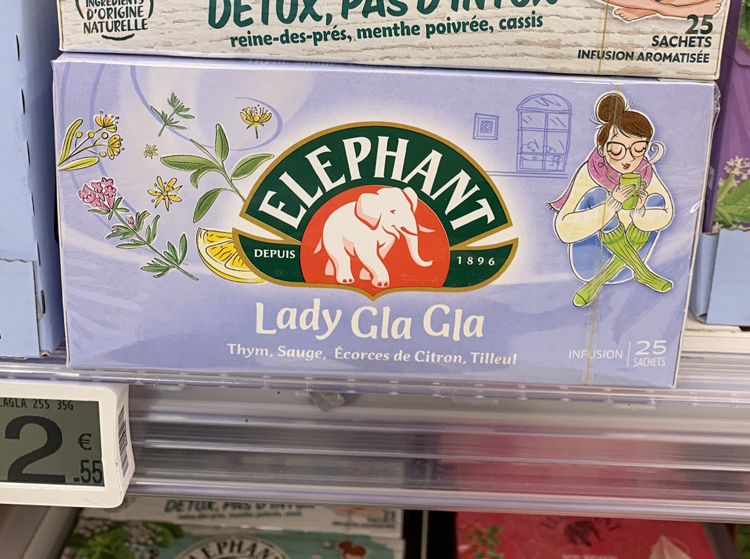 INGRÉDIENTS
D'ORIGINE
NATURELLE
DÉTOX, PAS D'INTOX
reine-des-prés, menthe poivrée, cassis
25
SACHETS
INFUSION AROMATISÉE
ELEPHANT
DEPUIS 1896
Lady Gla Gla
Thym, Sauge, Écorces de Citron, Tilleul
INFUSION 25
SACHETS
LAGLA 25S 35G
2 €
.55
DÉTOX, PAS D'INTOX
ELEPHANT